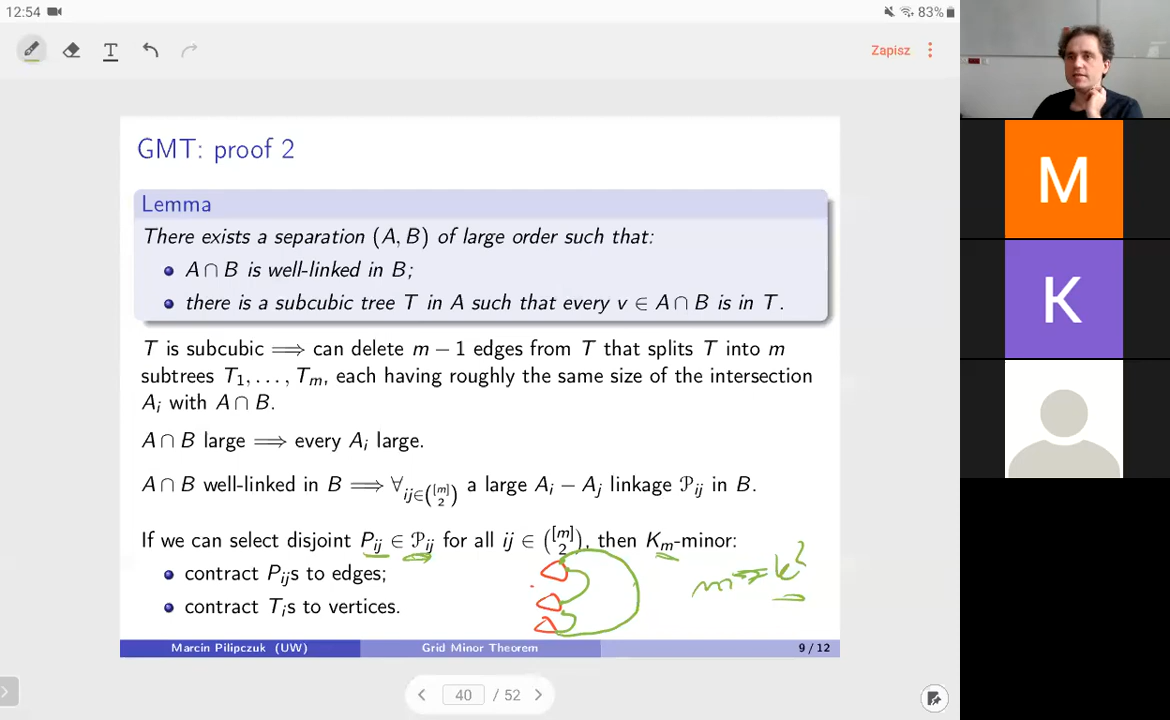 12:54
83%
T
Zapisz
GMT: proof 2
Lemma
There exists a separation (A, B) of large order such that:
A ∩ B is well-linked in B;
there is a subcubic tree T in A such that every v ∈ A ∩ B is in T.
T is subcubic ⟹ can delete m − 1 edges from T that splits T into m
subtrees T₁, . . . , Tₘ, each having roughly the same size of the intersection
Aᵢ with A ∩ B.
A ∩ B large ⟹ every Aᵢ large.
A ∩ B well-linked in B ⟹ ∀_{ij∈([m] 2)} a large Aᵢ − Aⱼ linkage 𝒫ᵢⱼ in B.
If we can select disjoint Pᵢⱼ ∈ 𝒫ᵢⱼ for all ij ∈ ([m] 2), then Kₘ-minor:
contract Pᵢⱼs to edges;
contract Tᵢs to vertices.
Marcin Pilipczuk (UW) Grid Minor Theorem 9 / 12
40 / 52
M
K